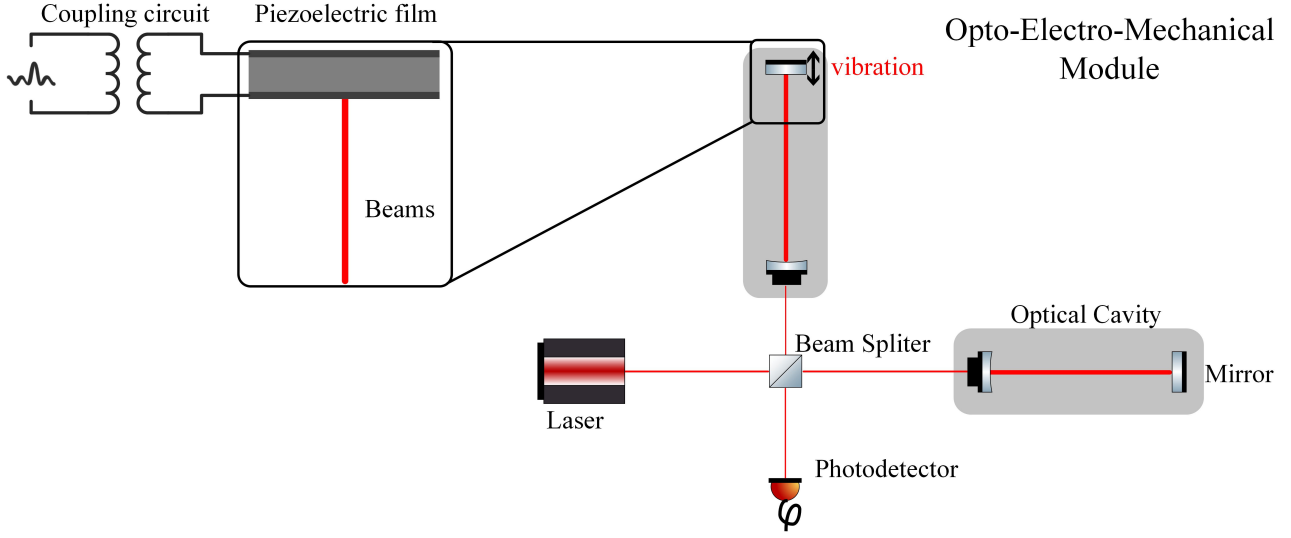 Coupling circuit
Piezoelectric film
Opto-Electro-Mechanical
Module
vibration
Beams
Optical Cavity
Beam Spliter
Mirror
Laser
Photodetector
φ